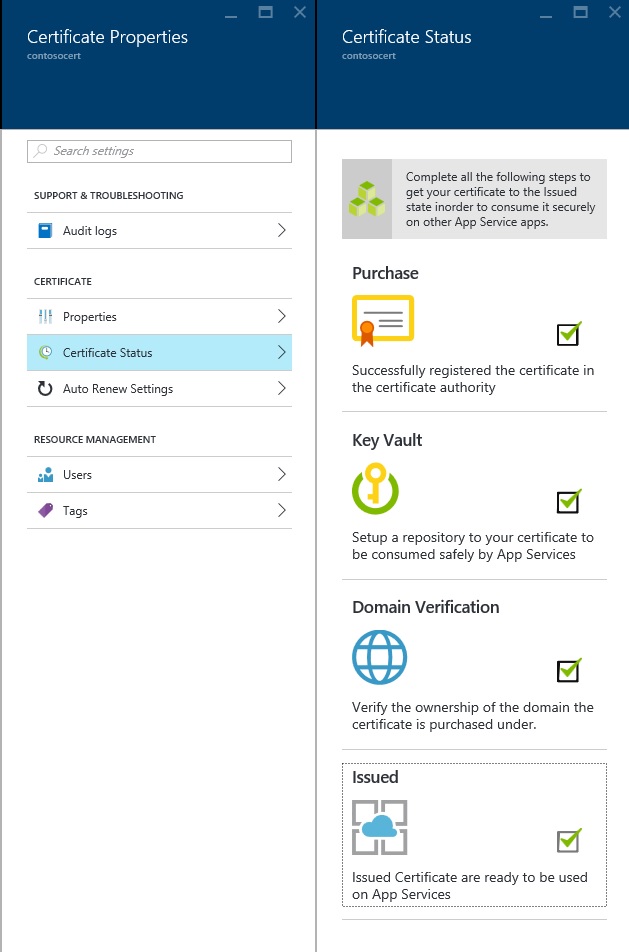 Certificate Properties
contosocert
Search settings
SUPPORT & TROUBLESHOOTING
Audit logs
CERTIFICATE
Properties
Certificate Status
Auto Renew Settings
RESOURCE MANAGEMENT
Users
Tags
Certificate Status
contosocert
Complete all the following steps to
get your certificate to the Issued
state inorder to consume it securely
on other App Service apps.
Purchase
Successfully registered the certificate in
the certificate authority
Key Vault
Setup a repository to your certificate to
be consumed safely by App Services
Domain Verification
Verify the ownership of the domain the
certificate is purchased under.
Issued
Issued Certificate are ready to be used
on App Services